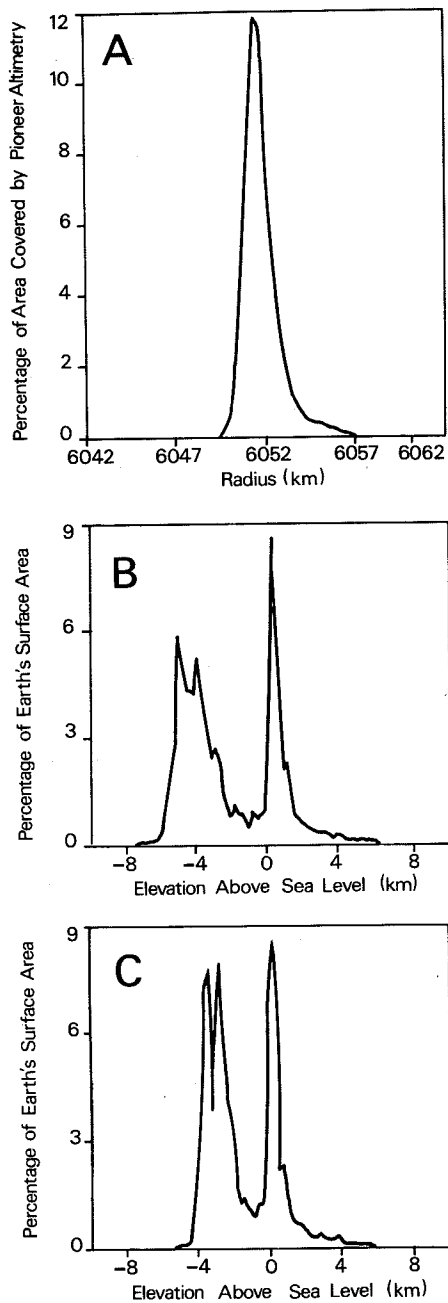 A
Percentage of Area Covered by Pioneer Altimetry
12
10
8
6
4
2
0
6042 6047 6052 6057 6062
Radius (km)
B
Percentage of Earth's Surface Area
9
6
3
0
-8 -4 0 4 8
Elevation Above Sea Level (km)
C
Percentage of Earth's Surface Area
9
6
3
0
-8 -4 0 4 8
Elevation Above Sea Level (km)